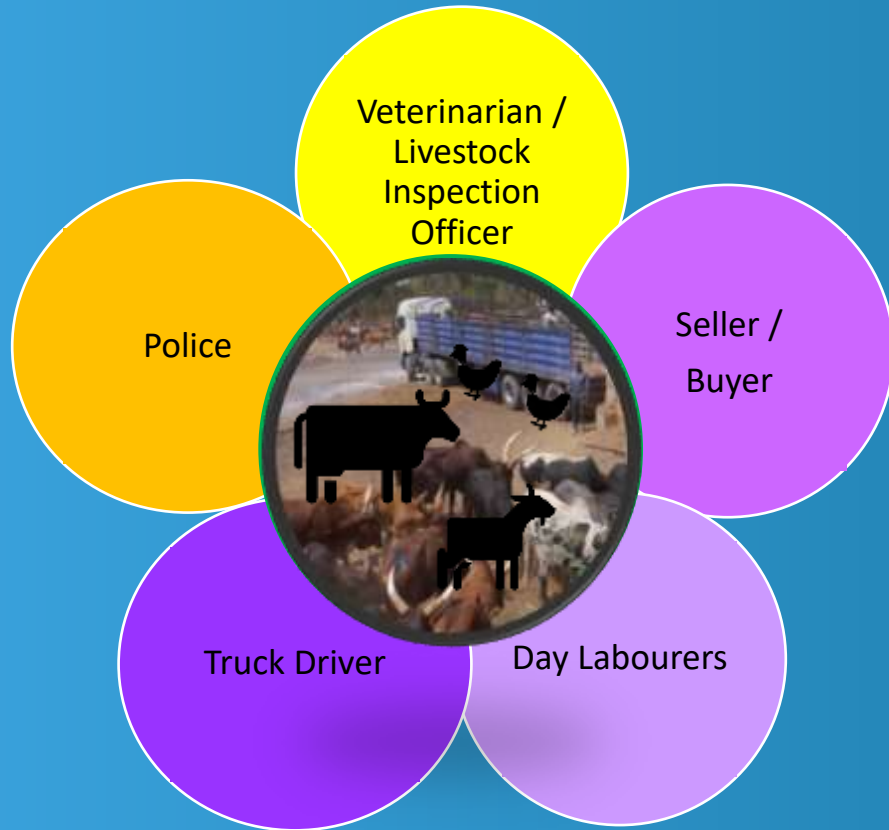 Veterinarian /
Livestock
Inspection
Officer
Police
Seller /
Buyer
Truck Driver
Day Labourers